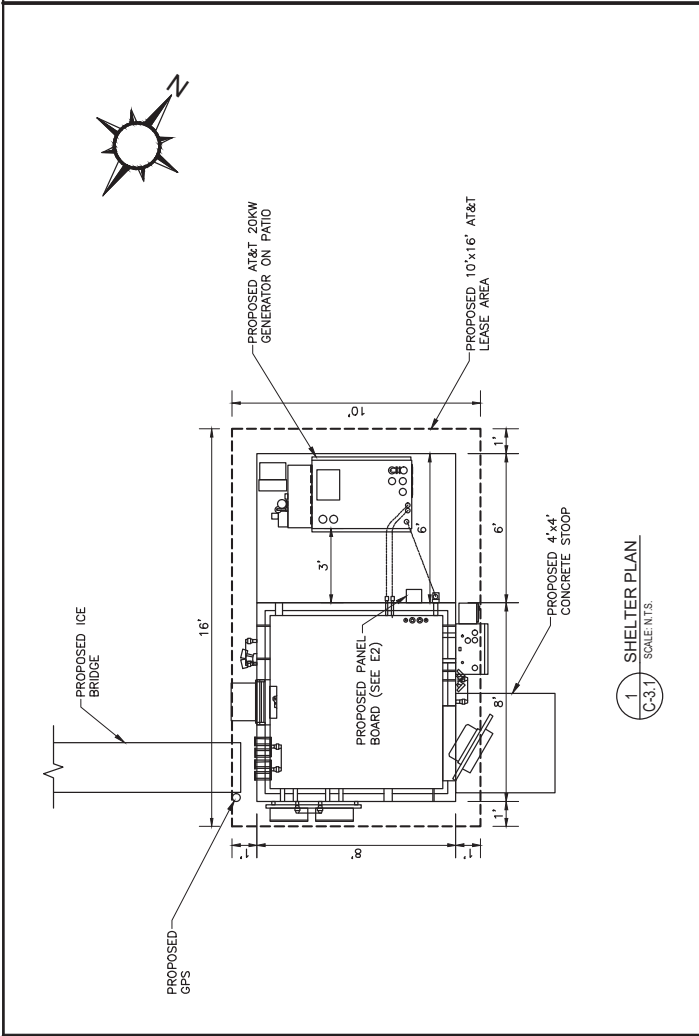 N
PROPOSED ICE
BRIDGE
PROPOSED
GPS
PROPOSED AT&T 20KW
GENERATOR ON PATIO
PROPOSED 10'x16' AT&T
LEASE AREA
16'
10'
1'
8'
1'
3'
6'
PROPOSED PANEL
BOARD (SEE E2)
1'
8'
6'
1'
PROPOSED 4'x4'
CONCRETE STOOP
1
C-3.1
SHELTER PLAN
SCALE: N.T.S.